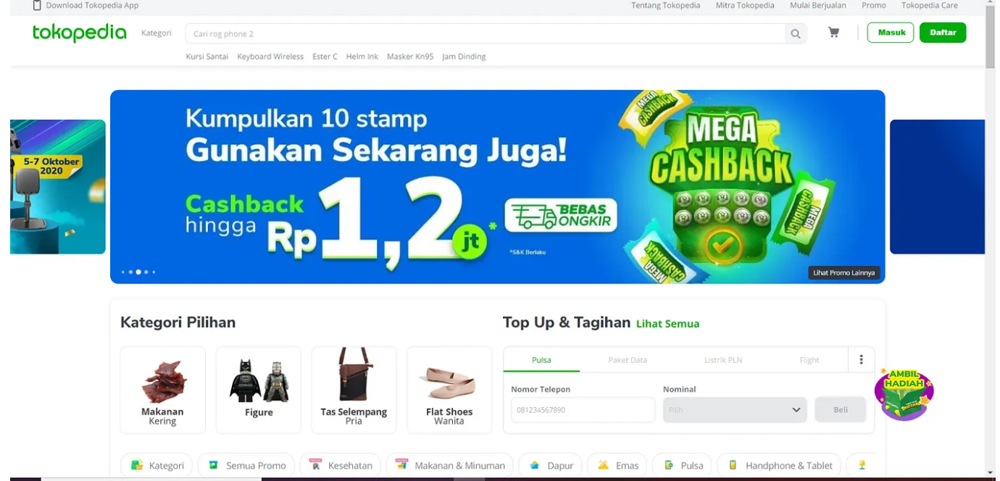 Download Tokopedia App
Tentang Tokopedia Mitra Tokopedia Mulai Berjualan Promo Tokopedia Care
tokopedia
Kategori
Cari rog phone 2
Masuk
Daftar
Kursi Santai Keyboard Wireless Ester C Helm Ink Masker Kn95 Jam Dinding
5-7 Oktober
2020
Kumpulkan 10 stamp
Gunakan Sekarang Juga!
Cashback
hingga
Rp1,2 jt*
BEBAS
ONGKIR
*S&K Berlaku
MEGA
CASHBACK
MEGA
CASHBACK
MEGA
CASHBACK
MEGA
CASHBACK
Lihat Promo Lainnya
Kategori Pilihan
Makanan
Kering
Figure
Tas Selempang
Pria
Flat Shoes
Wanita
Top Up & Tagihan Lihat Semua
Pulsa Paket Data Listrik PLN Flight
Nomor Telepon
081234567890
Nominal
Pilih
Beli
AMBIL
HADIAH
Kategori Semua Promo Kesehatan Makanan & Minuman Dapur Emas Pulsa Handphone & Tablet